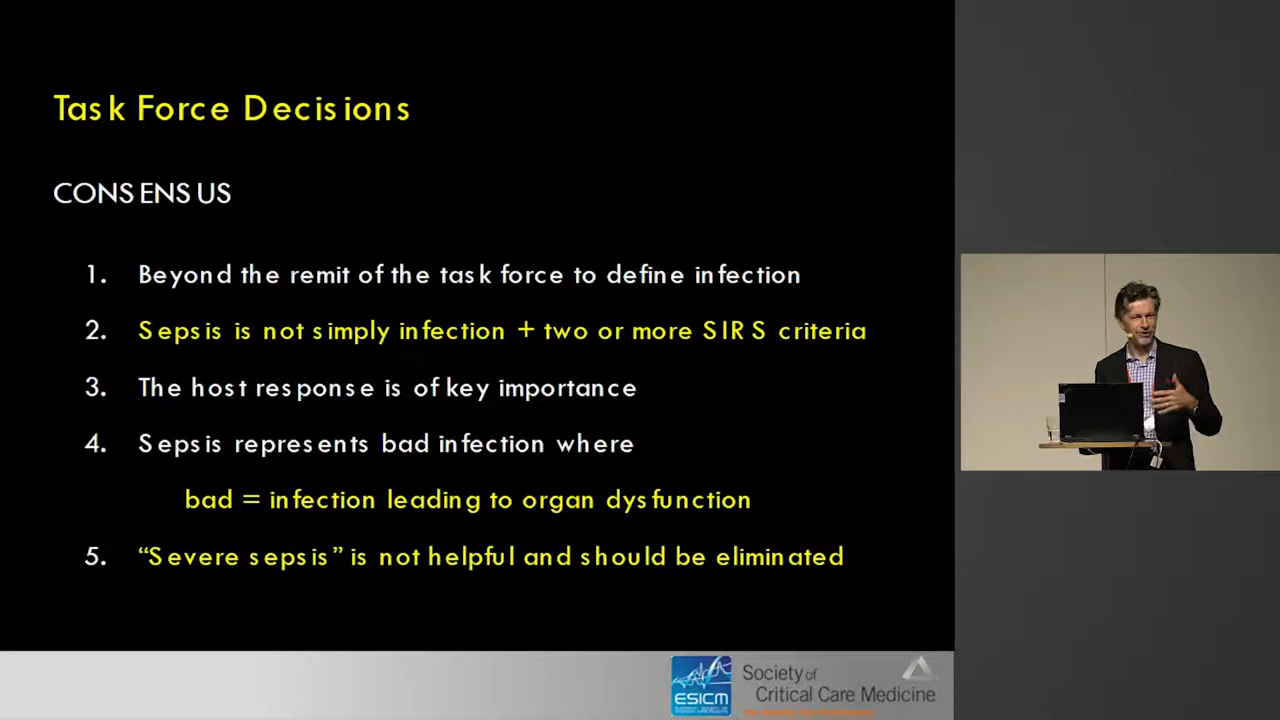 Task Force Decisions
CONSENSUS
1. Beyond the remit of the task force to define infection
2. Sepsis is not simply infection + two or more SIRS criteria
3. The host response is of key importance
4. Sepsis represents bad infection where
bad = infection leading to organ dysfunction
5. “Severe sepsis” is not helpful and should be eliminated
ESICM
Society of
Critical Care Medicine